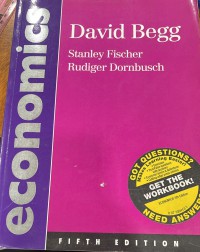 economics
David Begg
Stanley Fischer
Rudiger Dornbusch
GOT QUESTIONS?
GET THE
WORKBOOK!
NEED ANSWERS
FIFTH EDITION